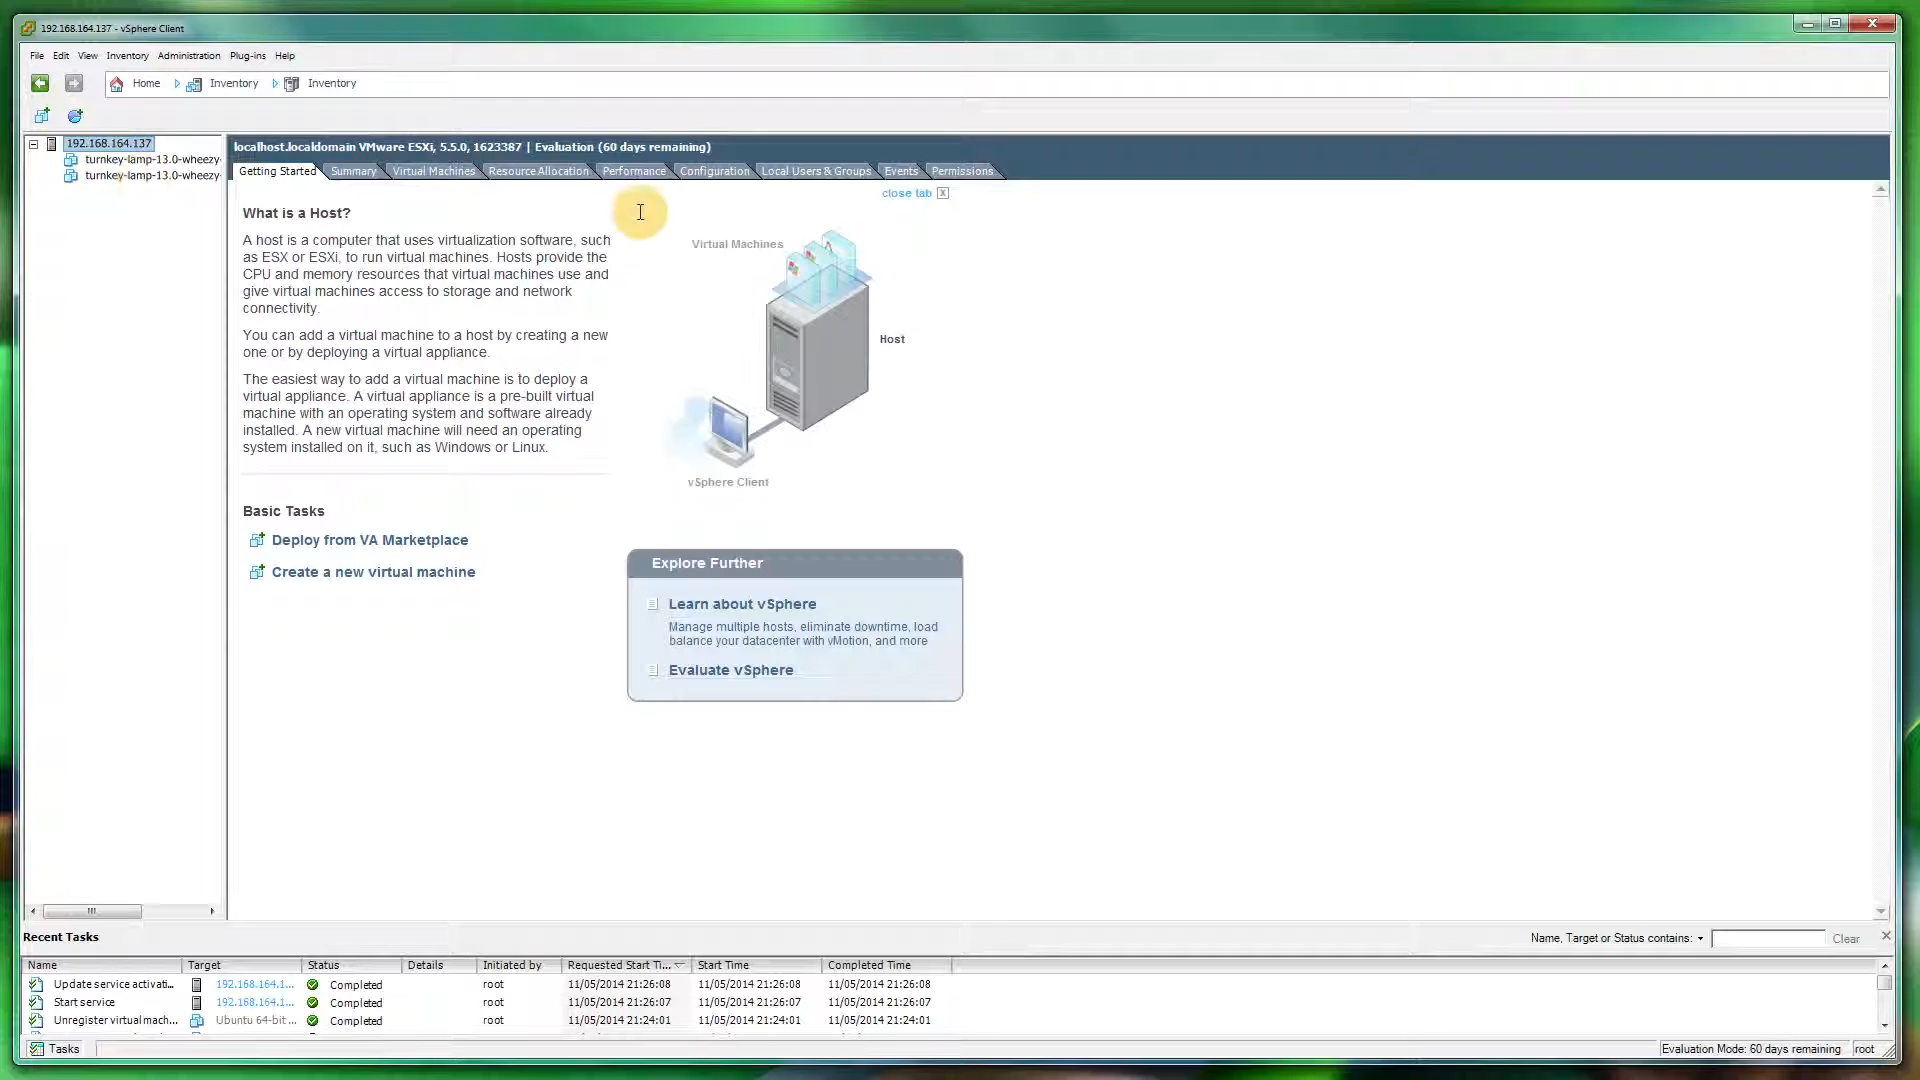 192.168.164.137 - vSphere Client
File Edit View Inventory Administration Plug-ins Help
Home Inventory Inventory
192.168.164.137
turnkey-lamp-13.0-wheezy-
turnkey-lamp-13.0-wheezy-
localhost.localdomain VMware ESXi, 5.5.0, 1623387 | Evaluation (60 days remaining)
Getting Started Summary Virtual Machines Resource Allocation Performance Configuration Local Users & Groups Events Permissions
close tab X
What is a Host?
A host is a computer that uses virtualization software, such
as ESX or ESXi, to run virtual machines. Hosts provide the
CPU and memory resources that virtual machines use and
give virtual machines access to storage and network
connectivity.
You can add a virtual machine to a host by creating a new
one or by deploying a virtual appliance.
The easiest way to add a virtual machine is to deploy a
virtual appliance. A virtual appliance is a pre-built virtual
machine with an operating system and software already
installed. A new virtual machine will need an operating
system installed on it, such as Windows or Linux.
Virtual Machines
Host
vSphere Client
Basic Tasks
Deploy from VA Marketplace
Create a new virtual machine
Explore Further
Learn about vSphere
Manage multiple hosts, eliminate downtime, load
balance your datacenter with vMotion, and more
Evaluate vSphere
Recent Tasks
Name, Target or Status contains: Clear
Name Target Status Details Initiated by Requested Start Ti... Start Time Completed Time
Update service activati... 192.168.164.1... Completed root 11/05/2014 21:26:08 11/05/2014 21:26:08 11/05/2014 21:26:08
Start service 192.168.164.1... Completed root 11/05/2014 21:26:07 11/05/2014 21:26:07 11/05/2014 21:26:07
Unregister virtual mach... Ubuntu 64-bit ... Completed root 11/05/2014 21:24:01 11/05/2014 21:24:01 11/05/2014 21:24:01
Tasks
Evaluation Mode: 60 days remaining root